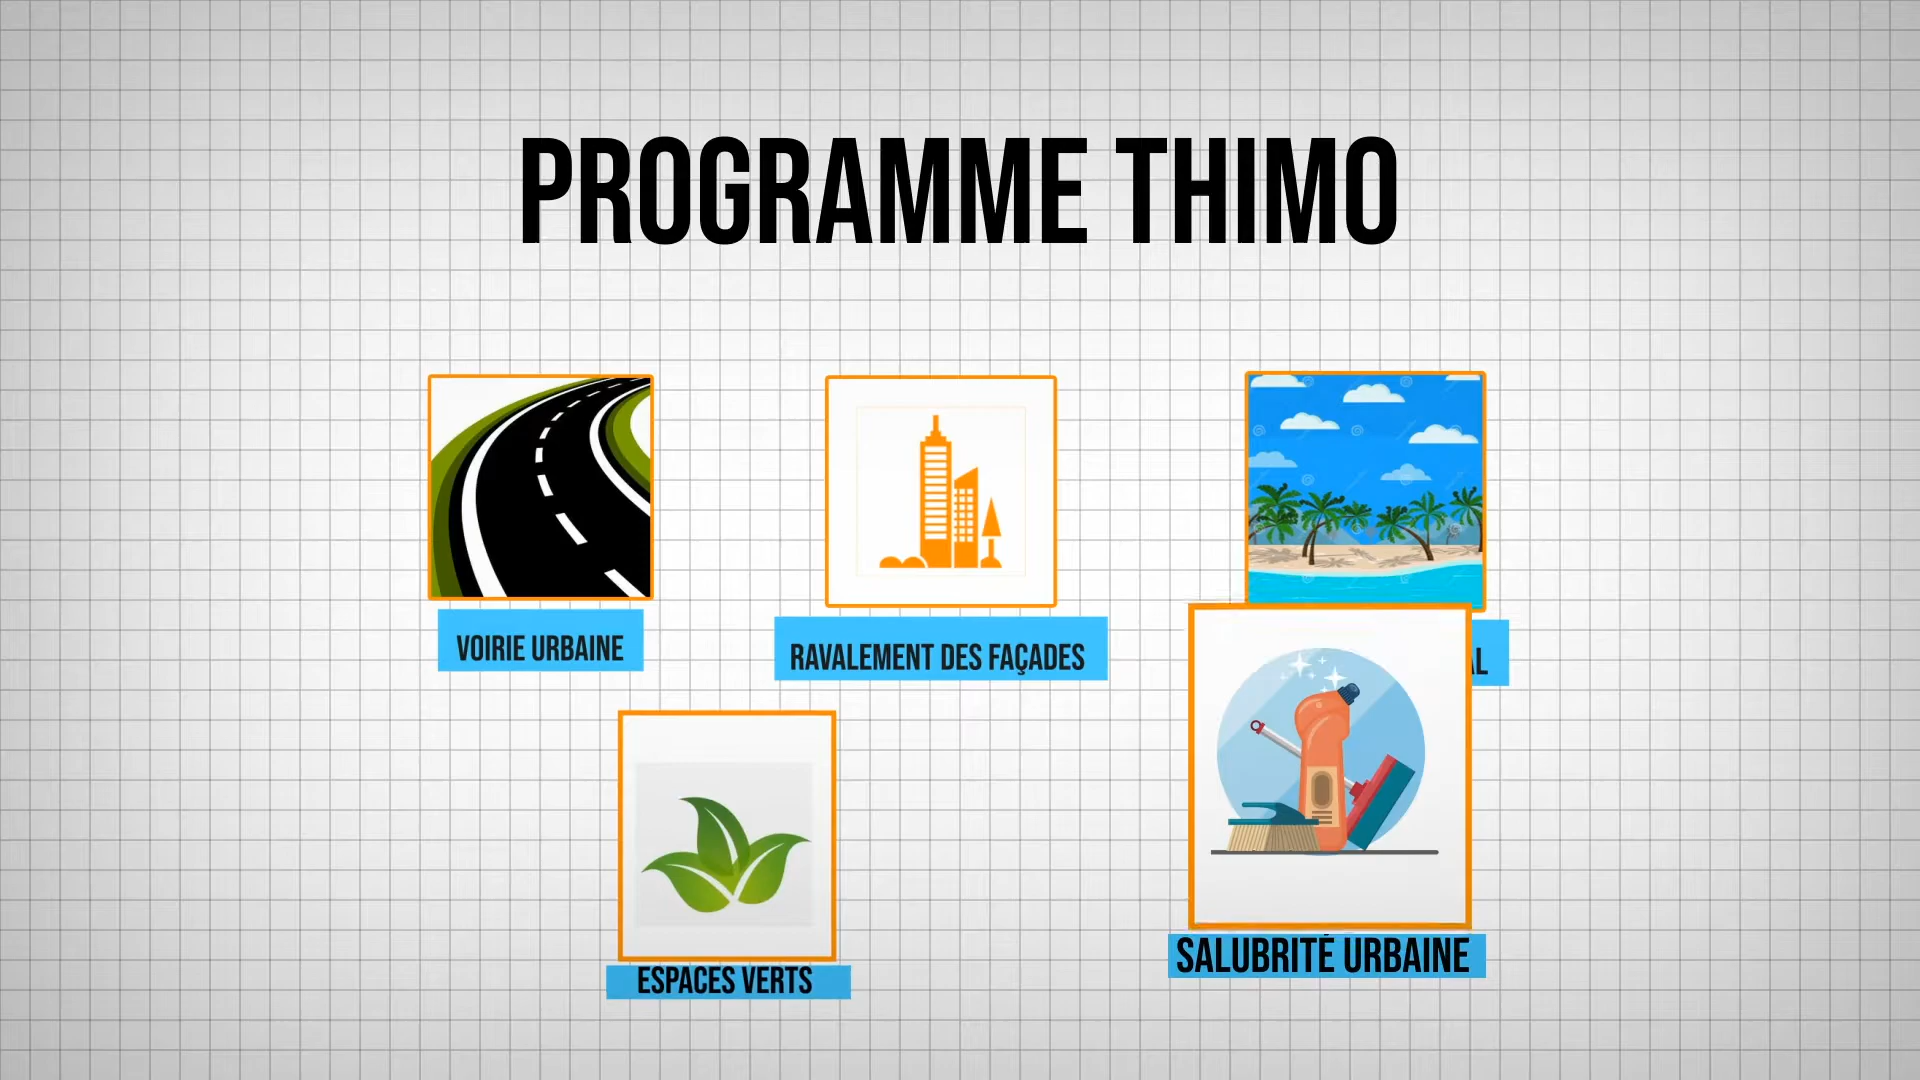 PROGRAMME THIMO
VOIRIE URBAINE
RAVALEMENT DES FAÇADES
ESPACES VERTS
SALUBRITÉ URBAINE